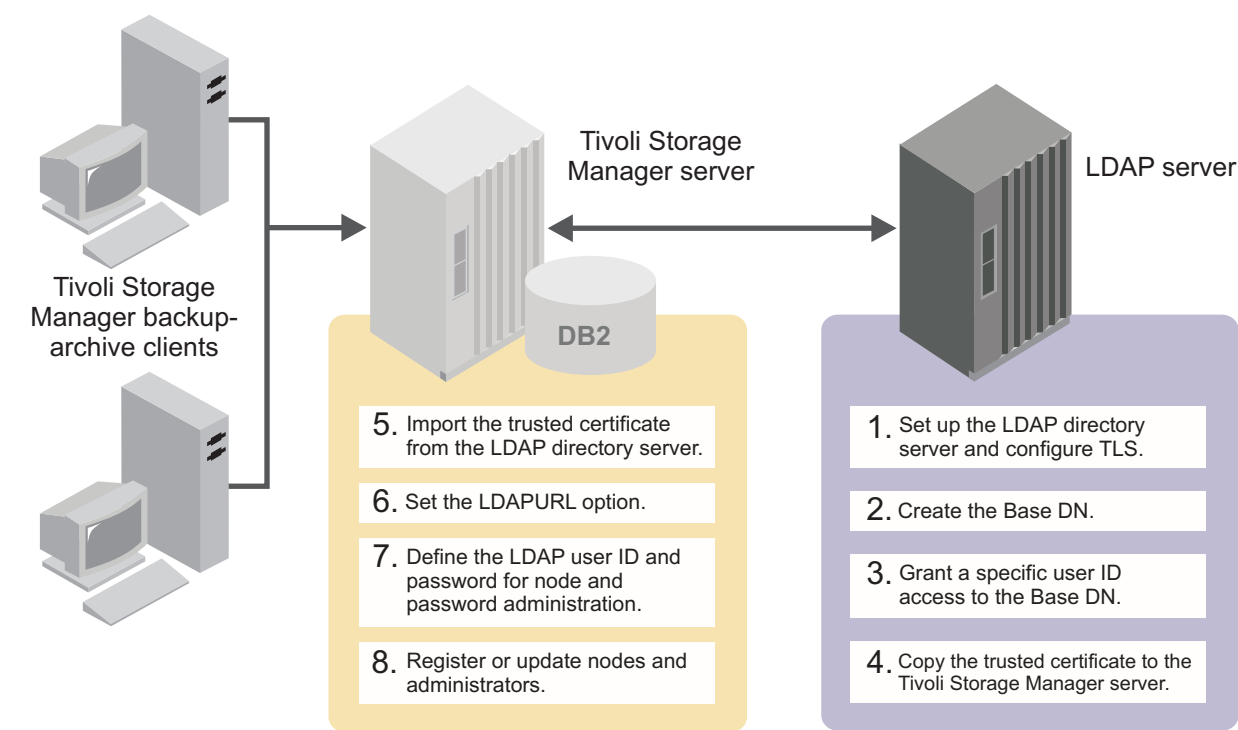 Tivoli Storage
Manager server
LDAP server
Tivoli Storage
Manager backup-
archive clients
DB2
5. Import the trusted certificate
from the LDAP directory server.
6. Set the LDAPURL option.
7. Define the LDAP user ID and
password for node and
password administration.
8. Register or update nodes and
administrators.
1. Set up the LDAP directory
server and configure TLS.
2. Create the Base DN.
3. Grant a specific user ID
access to the Base DN.
4. Copy the trusted certificate to the
Tivoli Storage Manager server.